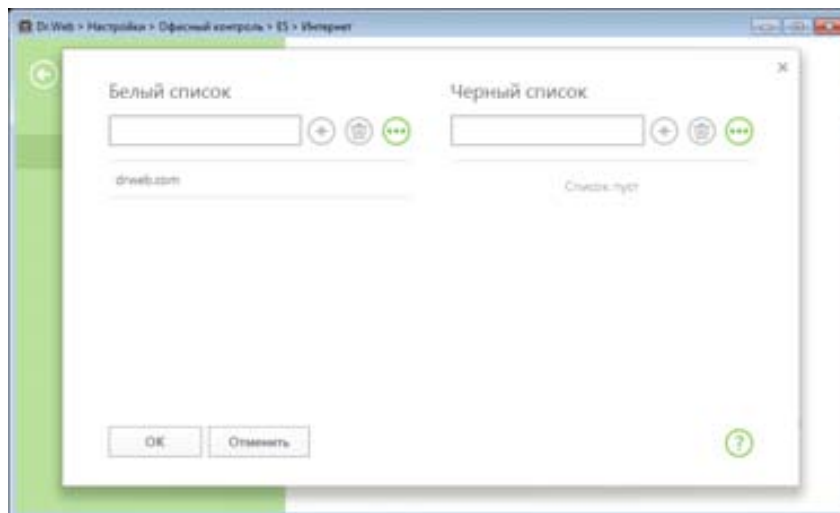 Dr.Web > Настройки > Офисный контроль > ES > Интернет
Белый список
Черный список
drweb.com
Список пуст
OK
Отменить
?